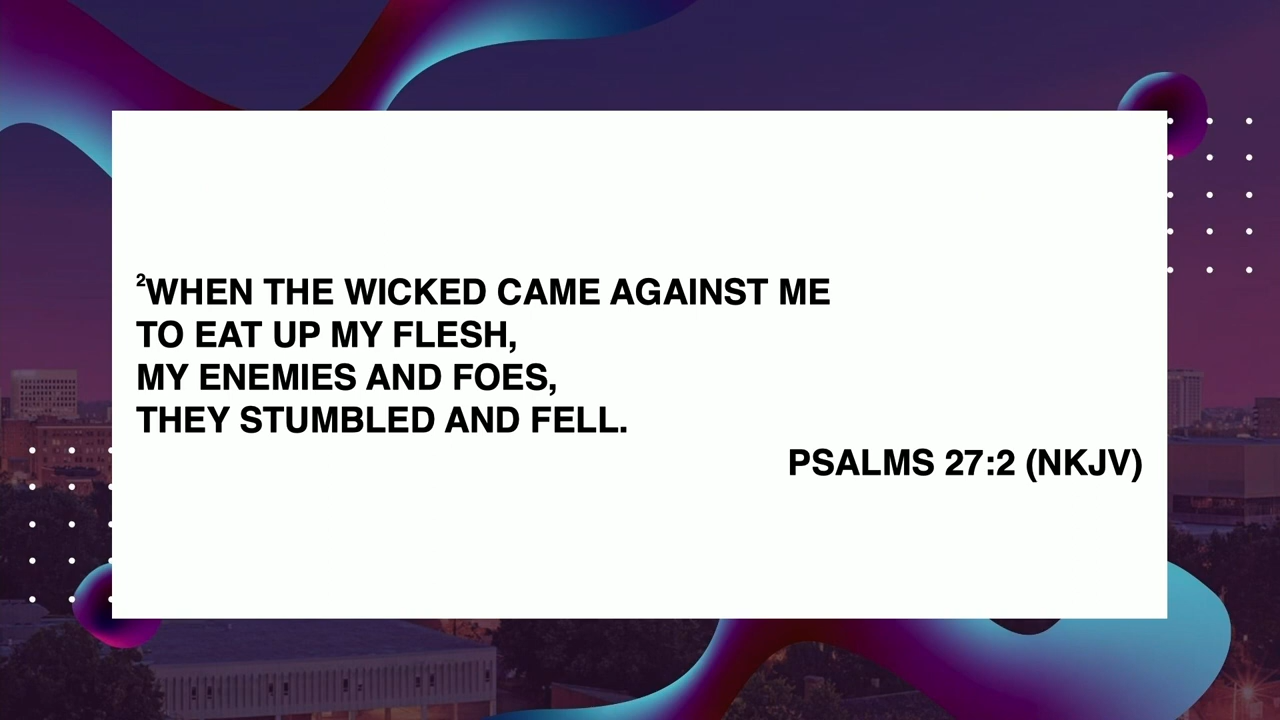 ²WHEN THE WICKED CAME AGAINST ME
TO EAT UP MY FLESH,
MY ENEMIES AND FOES,
THEY STUMBLED AND FELL.
PSALMS 27:2 (NKJV)